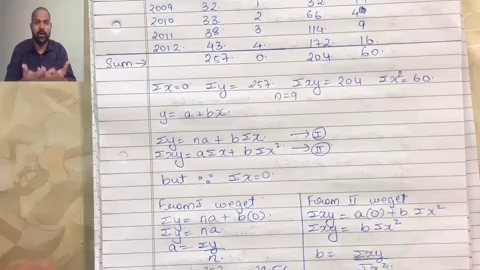 2009 32 1 32
2010 33 2 66 4
2011 38 3 114 9
2012 43 4 172 16
Sum → 257 0 204 60
Σx=0 Σy= 257 Σxy= 204 Σx²= 60
n=9
y= a+bx
Σy= na + bΣx. → I
Σxy= aΣx+ bΣx² → II
but ∵ Σx=0
From I we get
Σy= na + b(0)
Σy= na
a= Σy
n.
From II we get
Σxy= a(0)+ b Σx²
Σxy= b Σx²
b= Σxy
Σx²